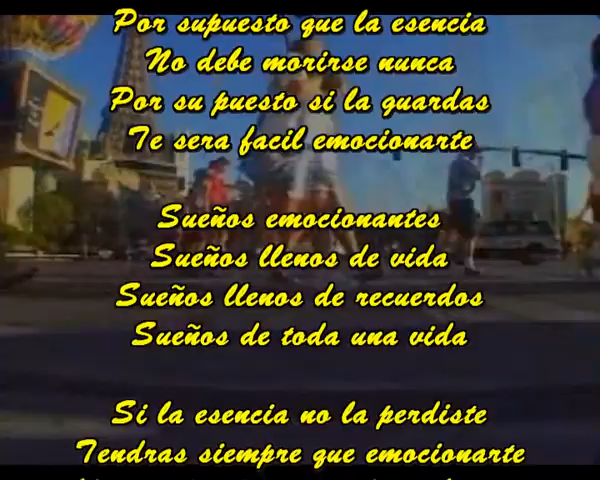 Por supuesto que la esencia
No debe morirse nunca
Por su puesto si la guardas
Te sera facil emocionarte
Sueños emocionantes
Sueños llenos de vida
Sueños llenos de recuerdos
Sueños de toda una vida
Si la esencia no la perdiste
Tendras siempre que emocionarte